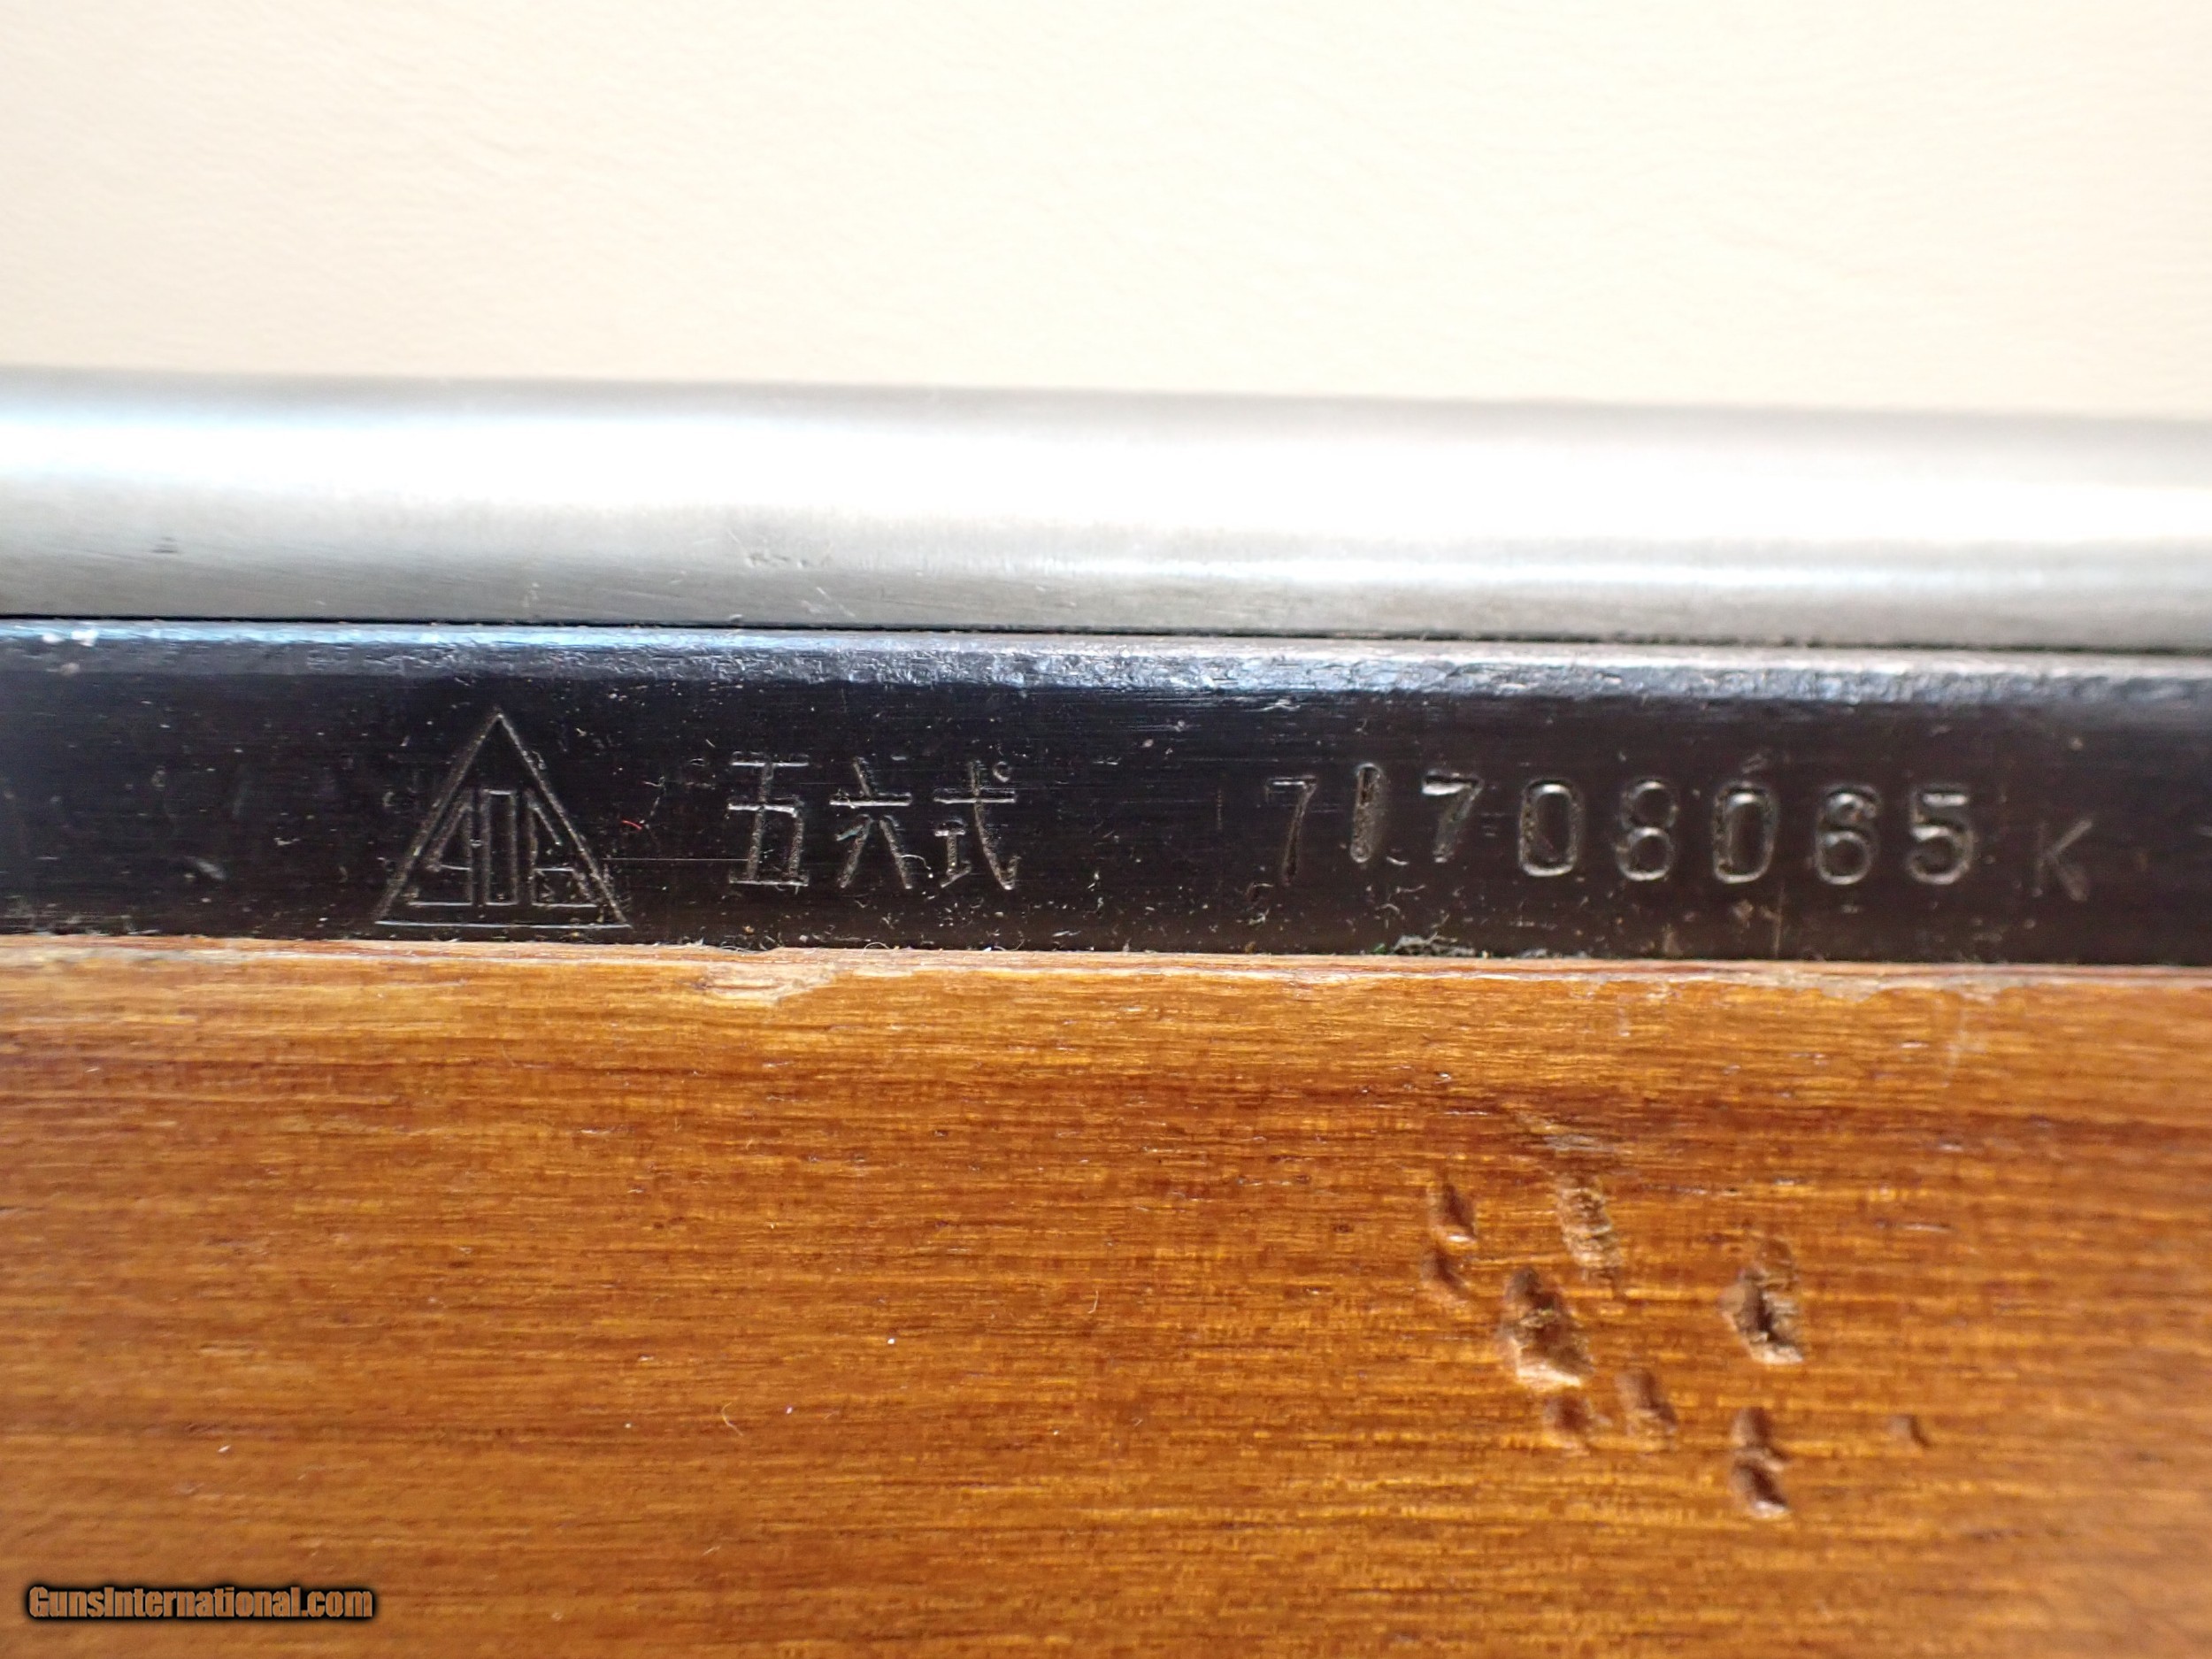 五六式 71708065 K
GunsInternational.com